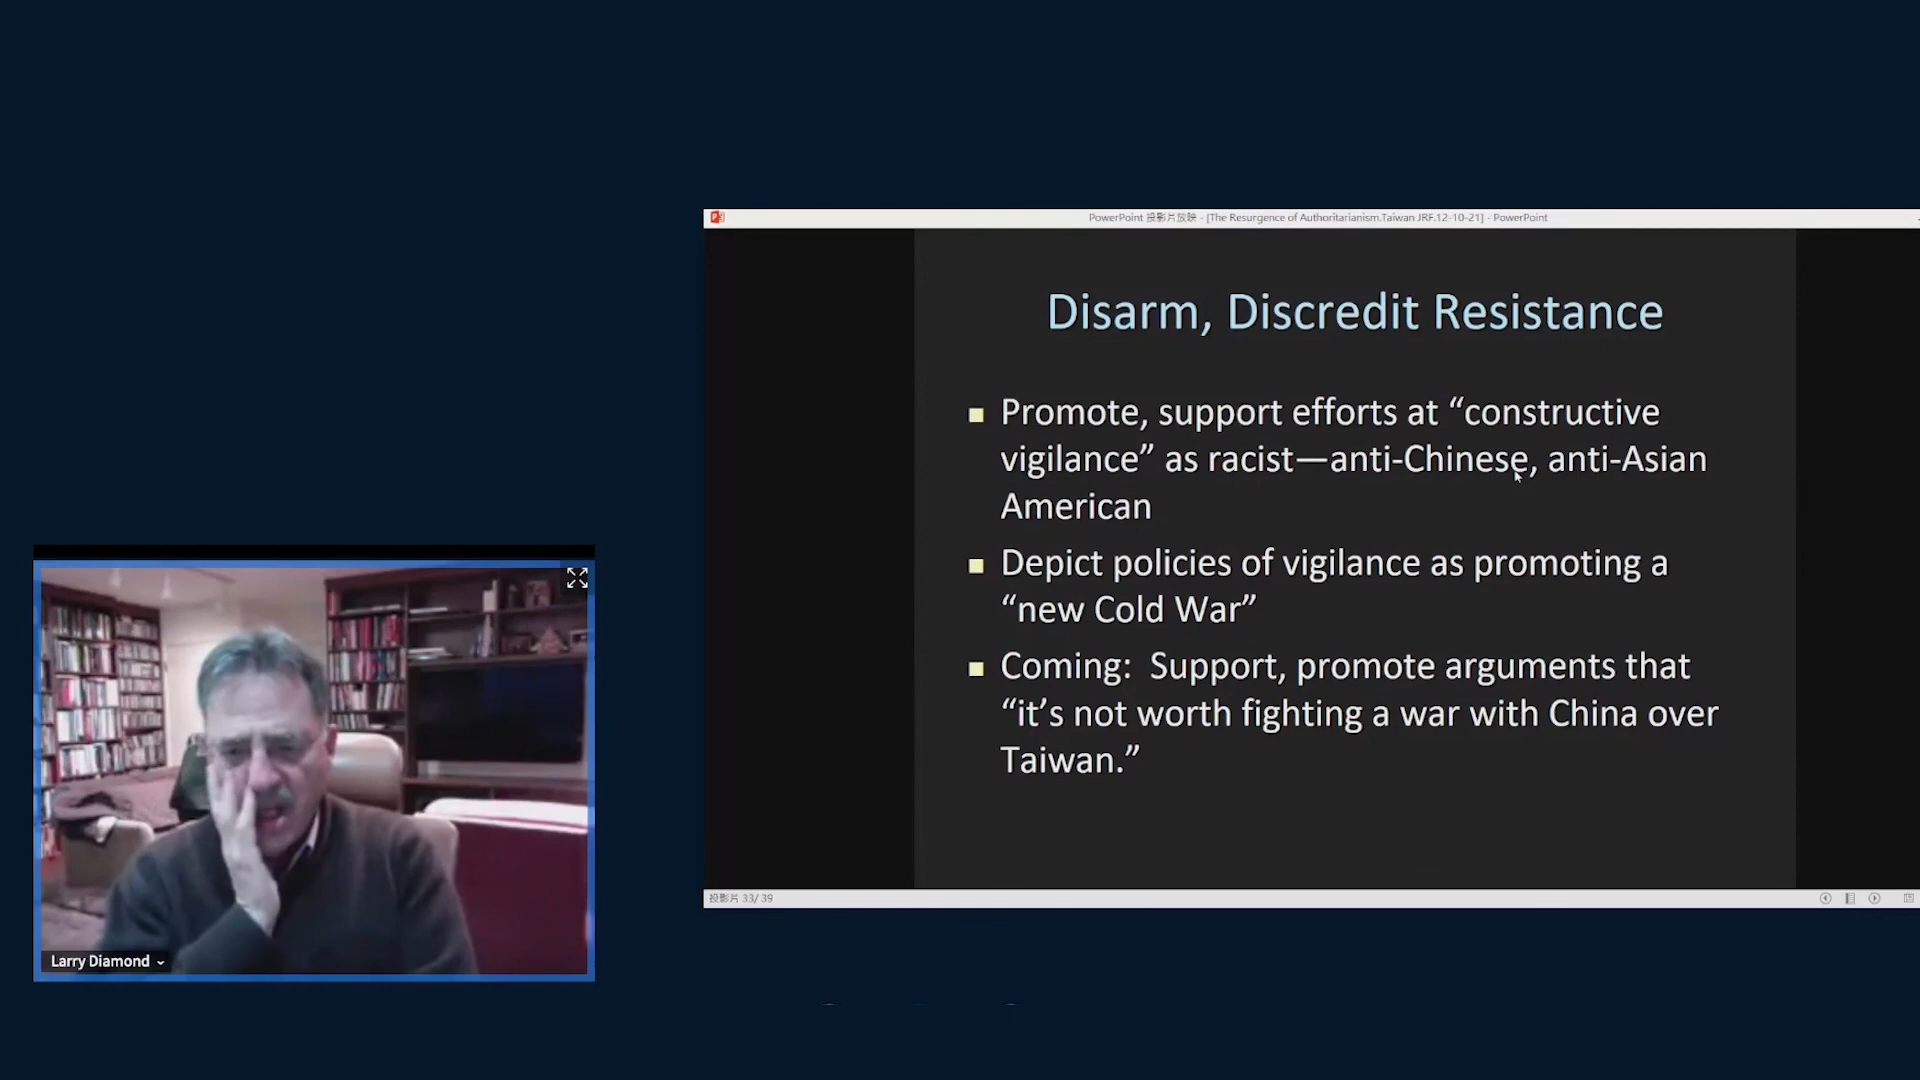 PowerPoint 投影片放映 - [The Resurgence of Authoritarianism.Taiwan JRF.12-10-21] - PowerPoint
Disarm, Discredit Resistance
Promote, support efforts at “constructive
vigilance” as racist—anti-Chinese, anti-Asian
American
Depict policies of vigilance as promoting a
“new Cold War”
Coming:  Support, promote arguments that
“it’s not worth fighting a war with China over
Taiwan.”
投影片 33/ 39
Larry Diamond